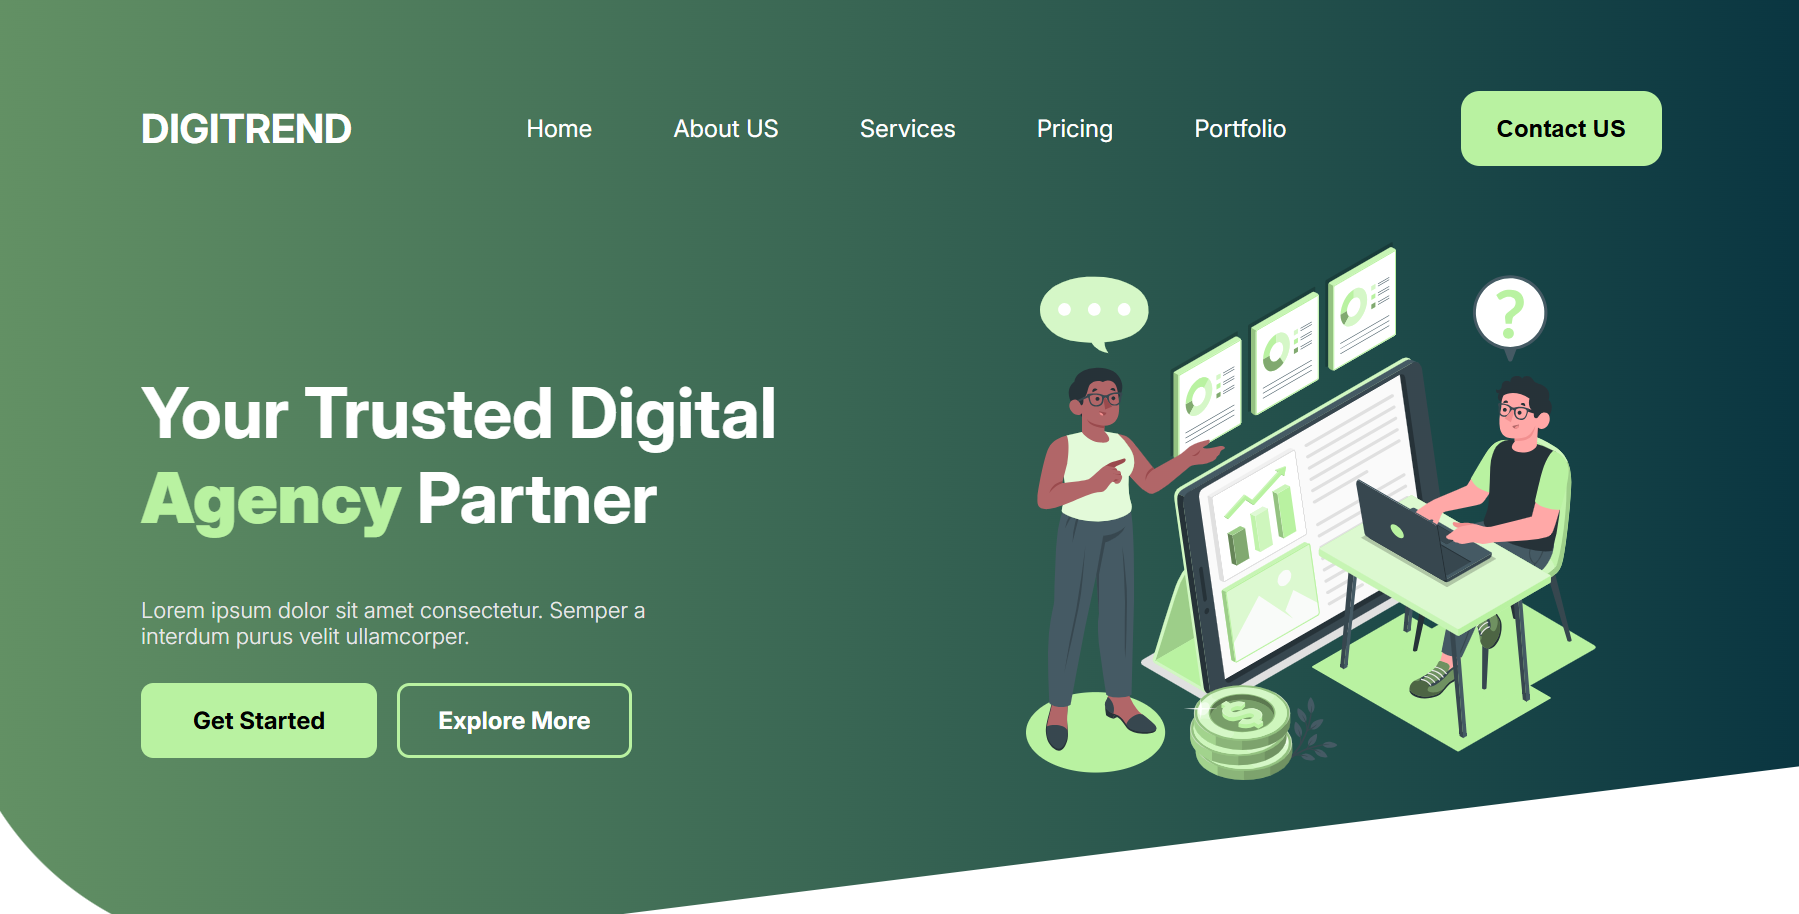 DIGITREND
Home
About US
Services
Pricing
Portfolio
Contact US
?
Your Trusted Digital
Agency Partner
Lorem ipsum dolor sit amet consectetur. Semper a
interdum purus velit ullamcorper.
Get Started
Explore More
$